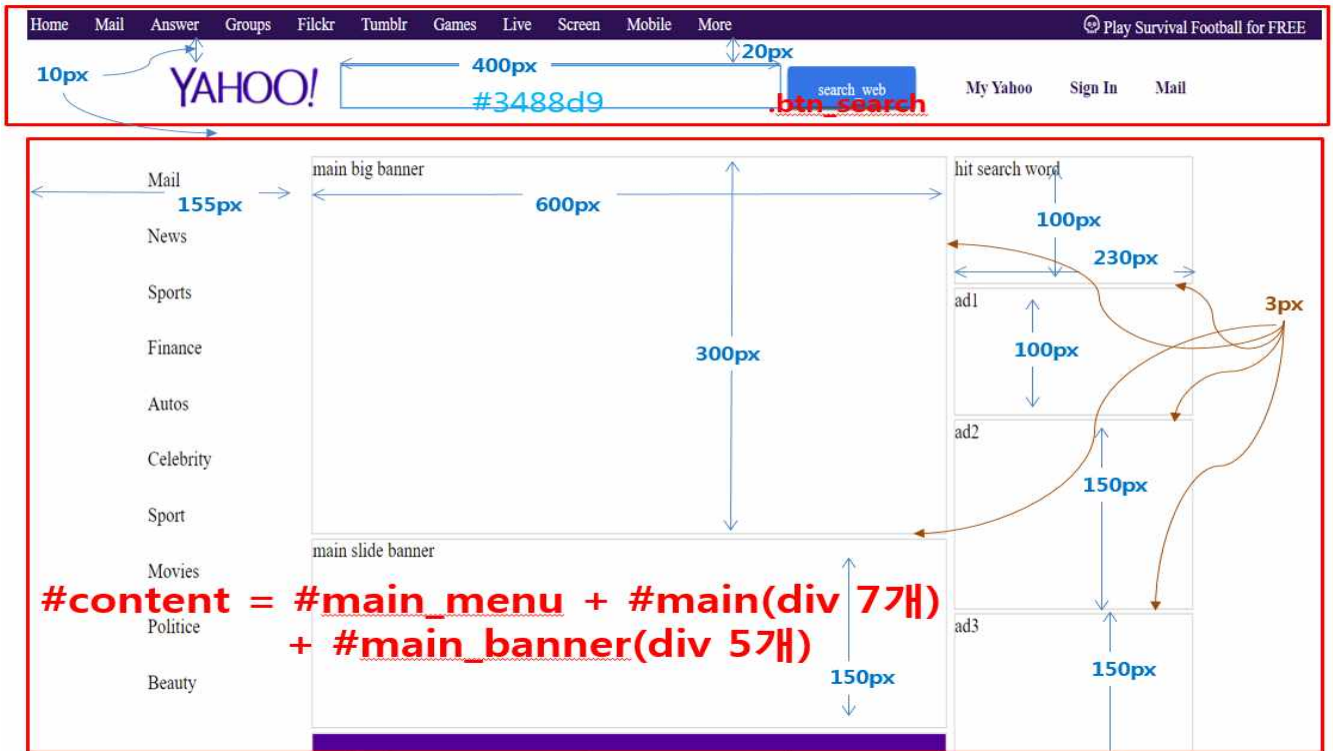 Home Mail Answer Groups Filckr Tumblr Games Live Screen Mobile More Play Survival Football for FREE
20px
10px
400px
YAHOO!
search_web
My Yahoo Sign In Mail
#3488d9
.btn_search
main big banner
hit search word
Mail
155px
600px
100px
News
230px
Sports
ad1
3px
Finance
300px
100px
Autos
ad2
Celebrity
150px
Sport
main slide banner
Movies
#content = #main_menu + #main(div 7개)
Politice
ad3
+ #main_banner(div 5개)
150px
150px
Beauty